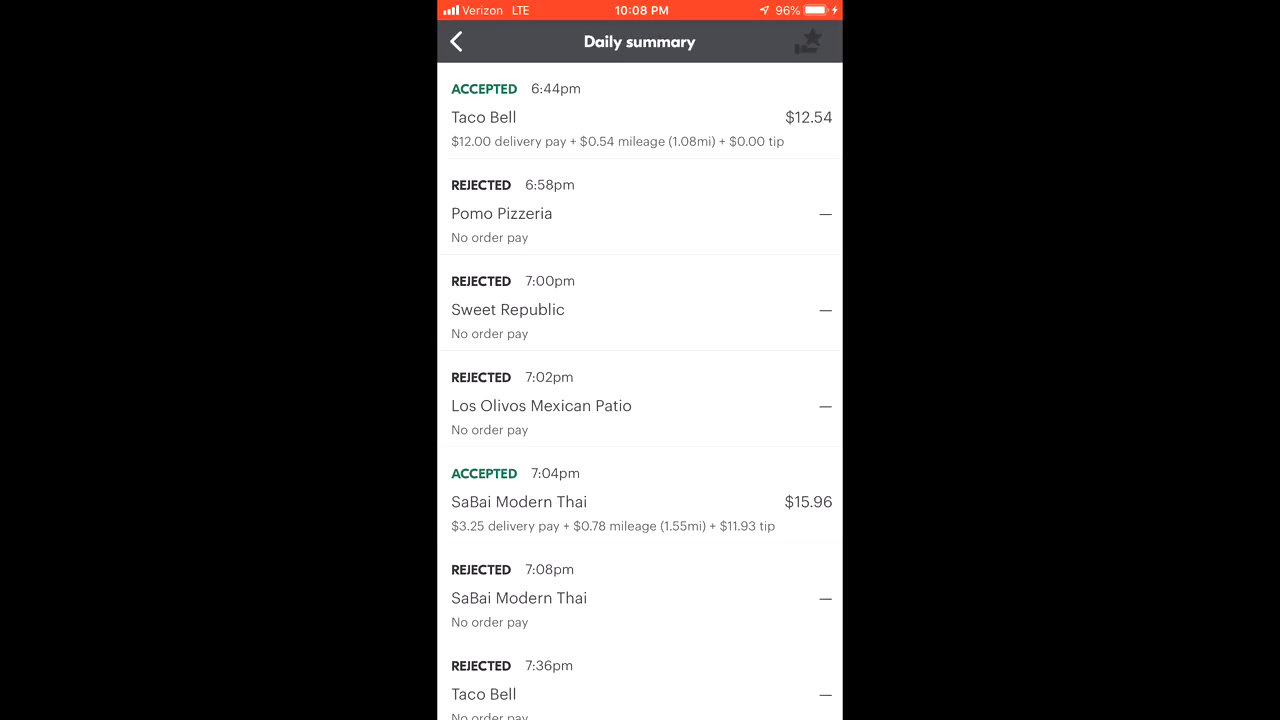 Verizon LTE 10:08 PM 96%
Daily summary
ACCEPTED 6:44pm
Taco Bell $12.54
$12.00 delivery pay + $0.54 mileage (1.08mi) + $0.00 tip
REJECTED 6:58pm
Pomo Pizzeria —
No order pay
REJECTED 7:00pm
Sweet Republic —
No order pay
REJECTED 7:02pm
Los Olivos Mexican Patio —
No order pay
ACCEPTED 7:04pm
SaBai Modern Thai $15.96
$3.25 delivery pay + $0.78 mileage (1.55mi) + $11.93 tip
REJECTED 7:08pm
SaBai Modern Thai —
No order pay
REJECTED 7:36pm
Taco Bell —
No order pay